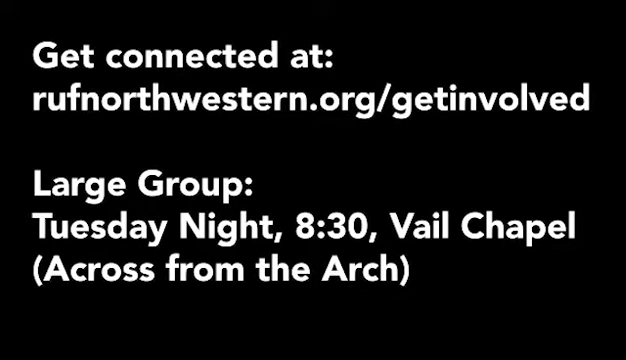 Get connected at:
rufnorthwestern.org/getinvolved
Large Group:
Tuesday Night, 8:30, Vail Chapel
(Across from the Arch)